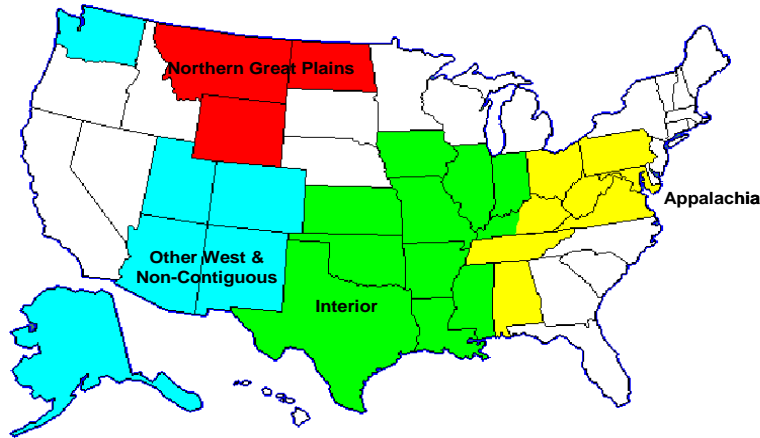 Northern Great Plains
Appalachia
Other West &
Non-Contiguous
Interior